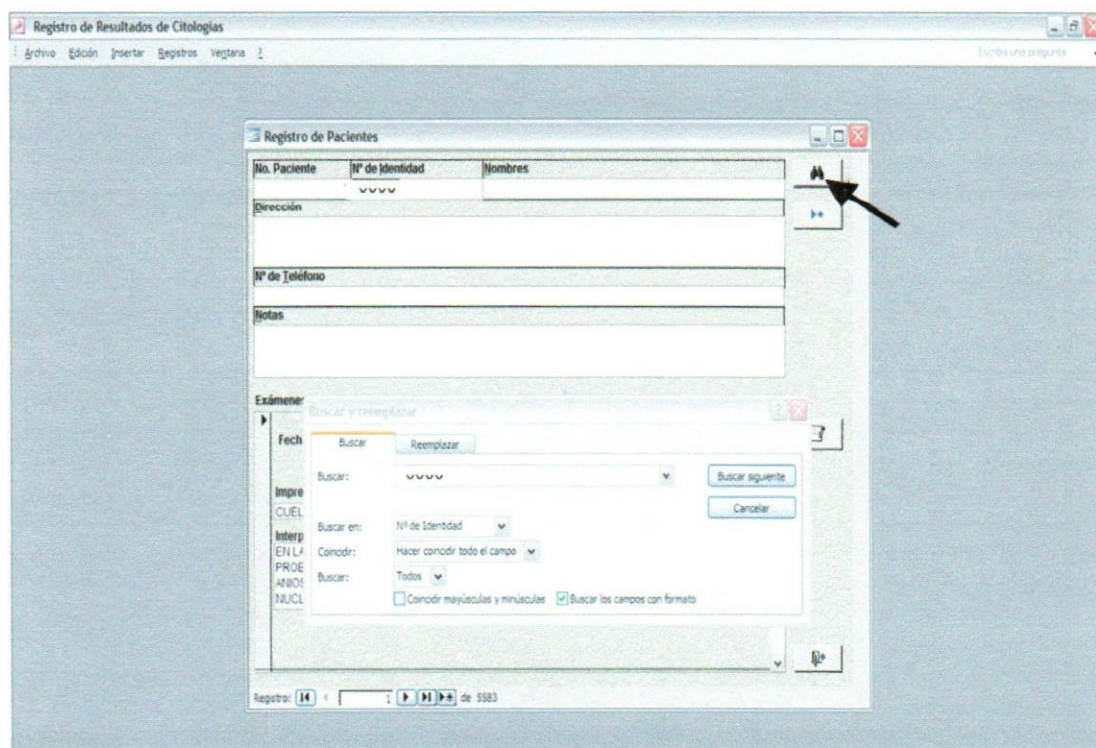 Registro de Resultados de Citologías
Archivo Edición Insertar Registros Ventana ?
Escriba una pregunta
Registro de Pacientes
No. Paciente Nº de Identidad Nombres
Dirección
Nº de Teléfono
Notas
Exámenes
Buscar y reemplazar
Fech
Buscar Reemplazar
Buscar:
Buscar siguiente
Impre
Cancelar
CUEL
Buscar en: Nº de Identidad
Interp
EN LA
Coincidir: Hacer coincidir todo el campo
PROB
Buscar: Todos
ANIOS
NUCL
Coincidir mayúsculas y minúsculas Buscar los campos con formato
Registro: 1 de 5583